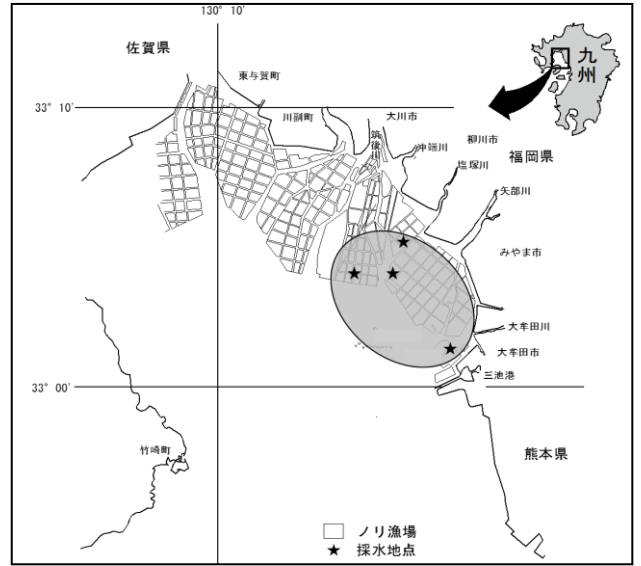 130° 10'
佐賀県
九州
東与賀町
33° 10'
川副町
大川市
筑後川
沖端川
柳川市
福岡県
塩塚川
矢部川
みやま市
大牟田川
大牟田市
三池港
33° 00'
竹崎町
熊本県
ノリ漁場
★ 採水地点